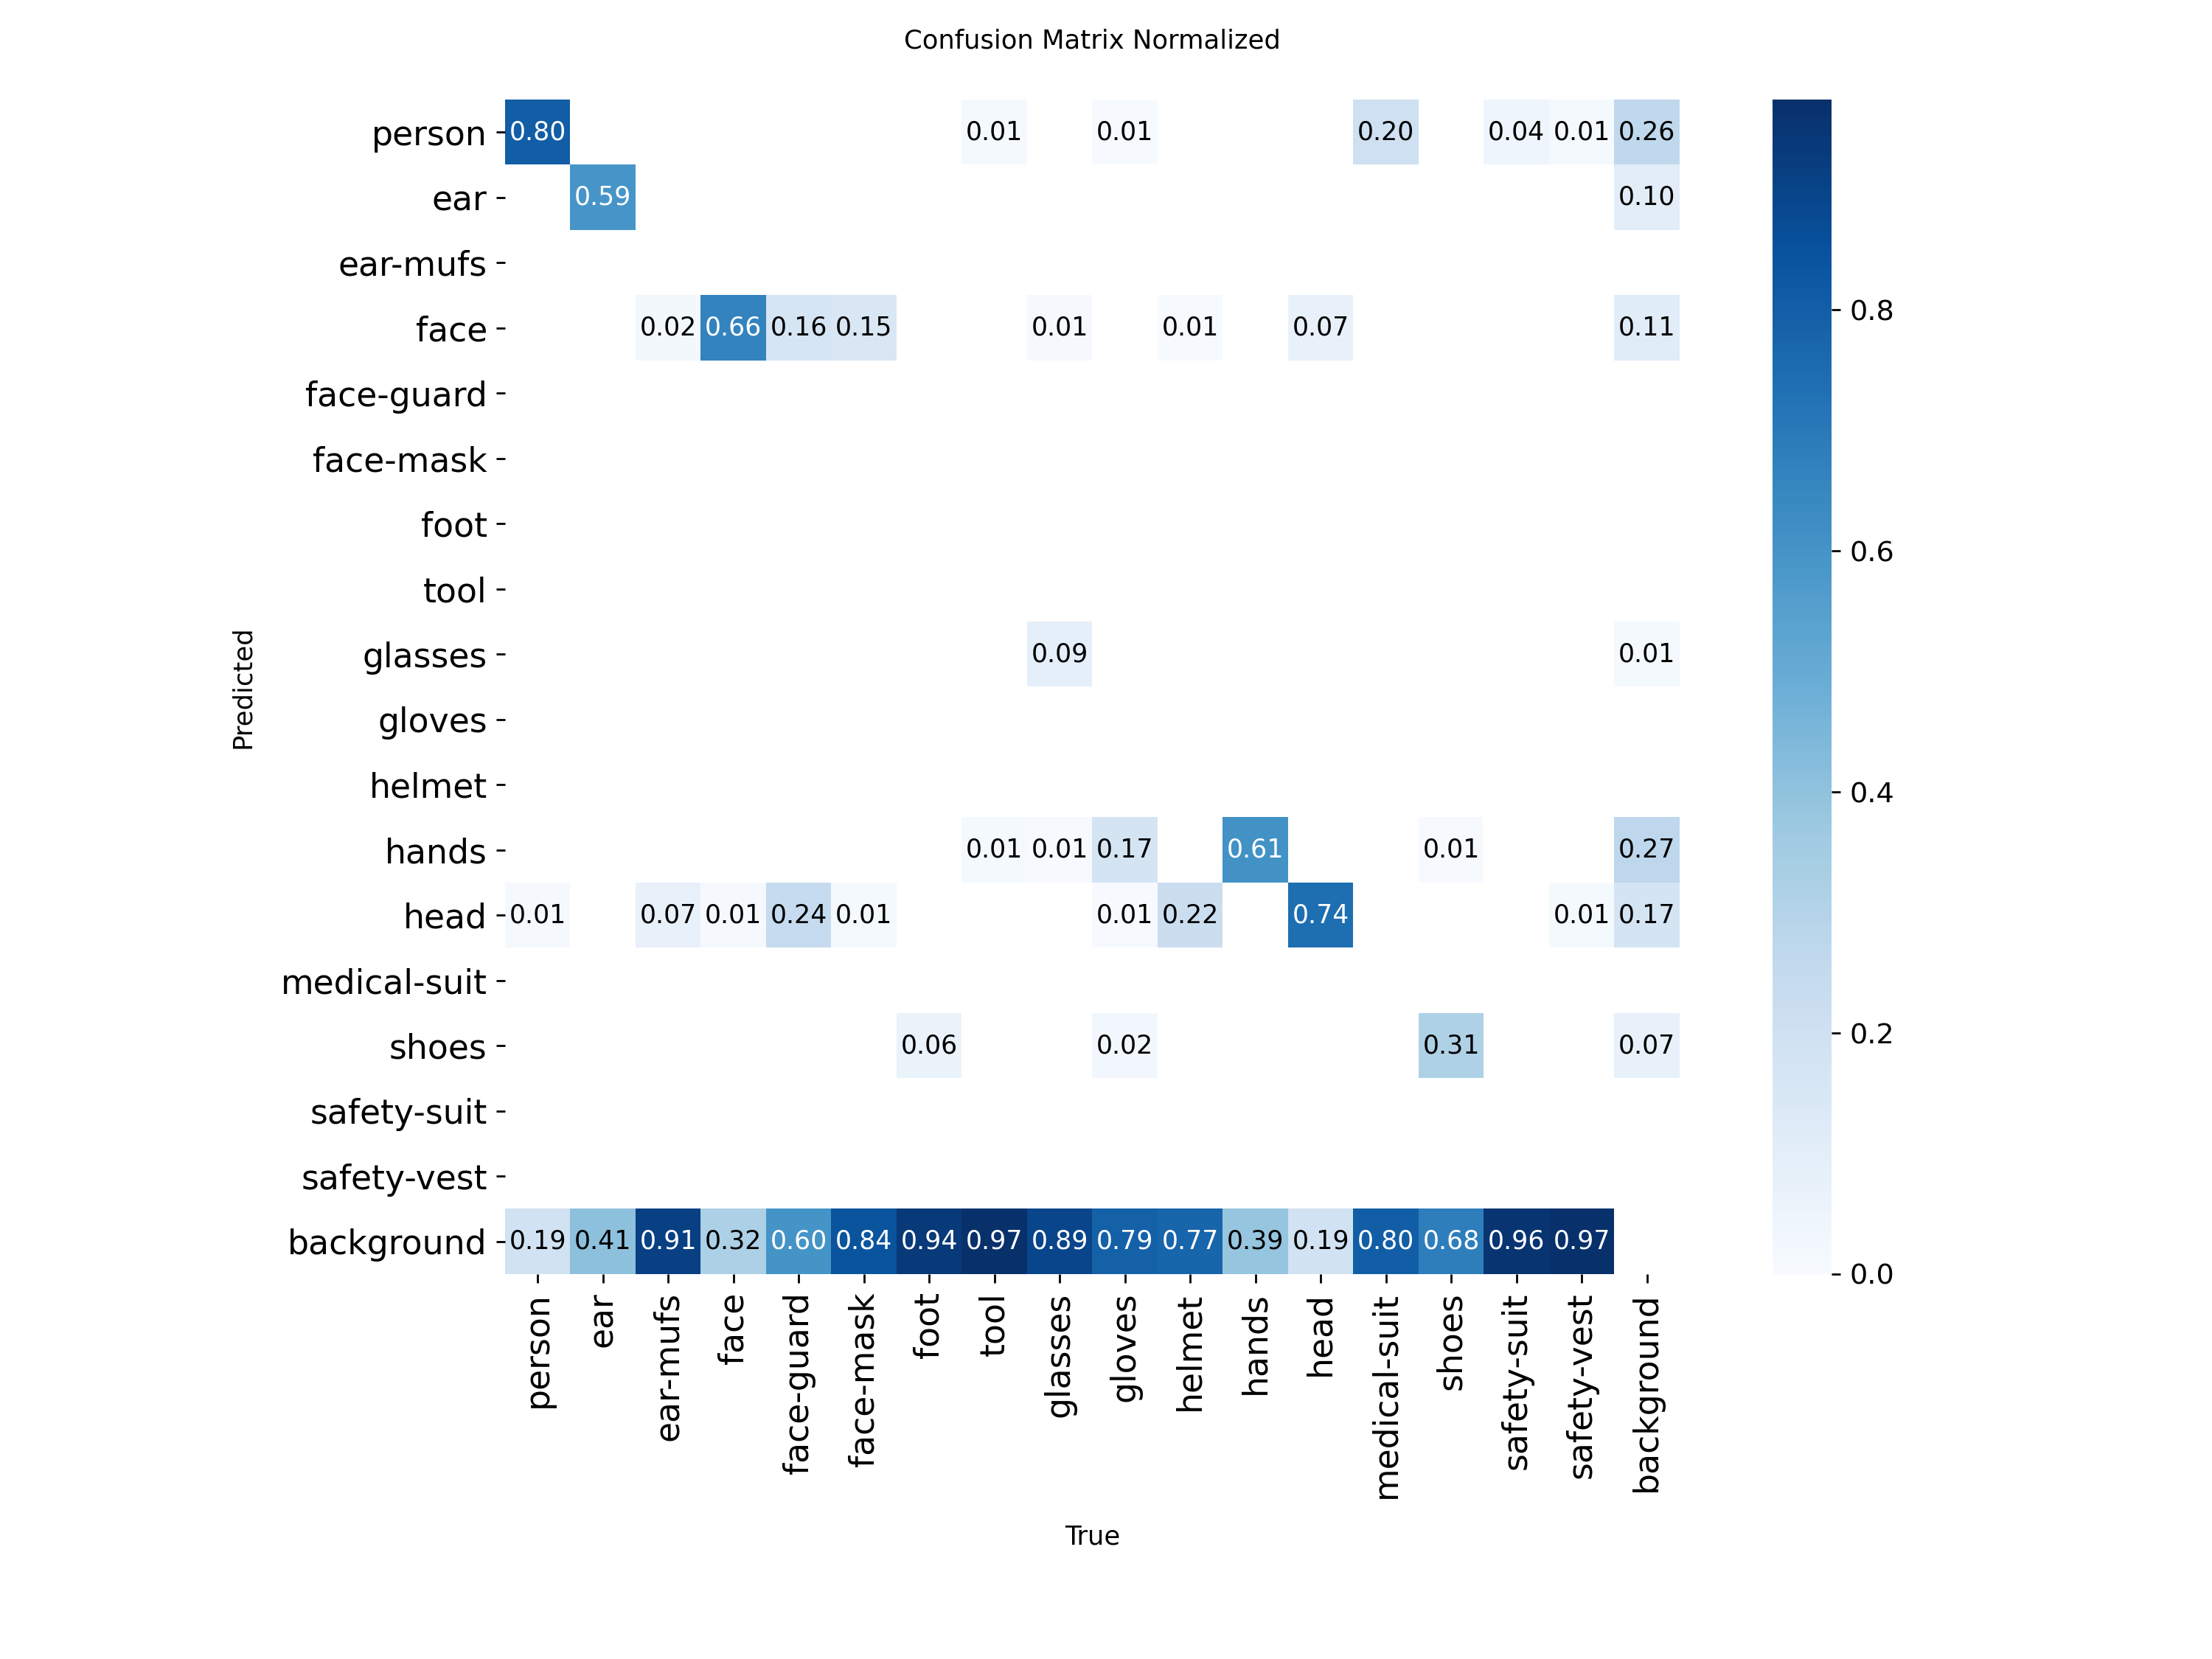 Confusion Matrix Normalized
person 0.80 0.01 0.01 0.20 0.04 0.01 0.26
ear 0.59 0.10
ear-mufs
face 0.02 0.66 0.16 0.15 0.01 0.01 0.07 0.11
face-guard
face-mask
foot
tool
glasses 0.09 0.01
gloves
helmet
hands 0.01 0.01 0.17 0.61 0.01 0.27
head 0.01 0.07 0.01 0.24 0.01 0.01 0.22 0.74 0.01 0.17
medical-suit
shoes 0.06 0.02 0.31 0.07
safety-suit
safety-vest
background 0.19 0.41 0.91 0.32 0.60 0.84 0.94 0.97 0.89 0.79 0.77 0.39 0.19 0.80 0.68 0.96 0.97
Predicted
person
ear
ear-mufs
face
face-guard
face-mask
foot
tool
glasses
gloves
helmet
hands
head
medical-suit
shoes
safety-suit
safety-vest
background
True
0.8
0.6
0.4
0.2
0.0